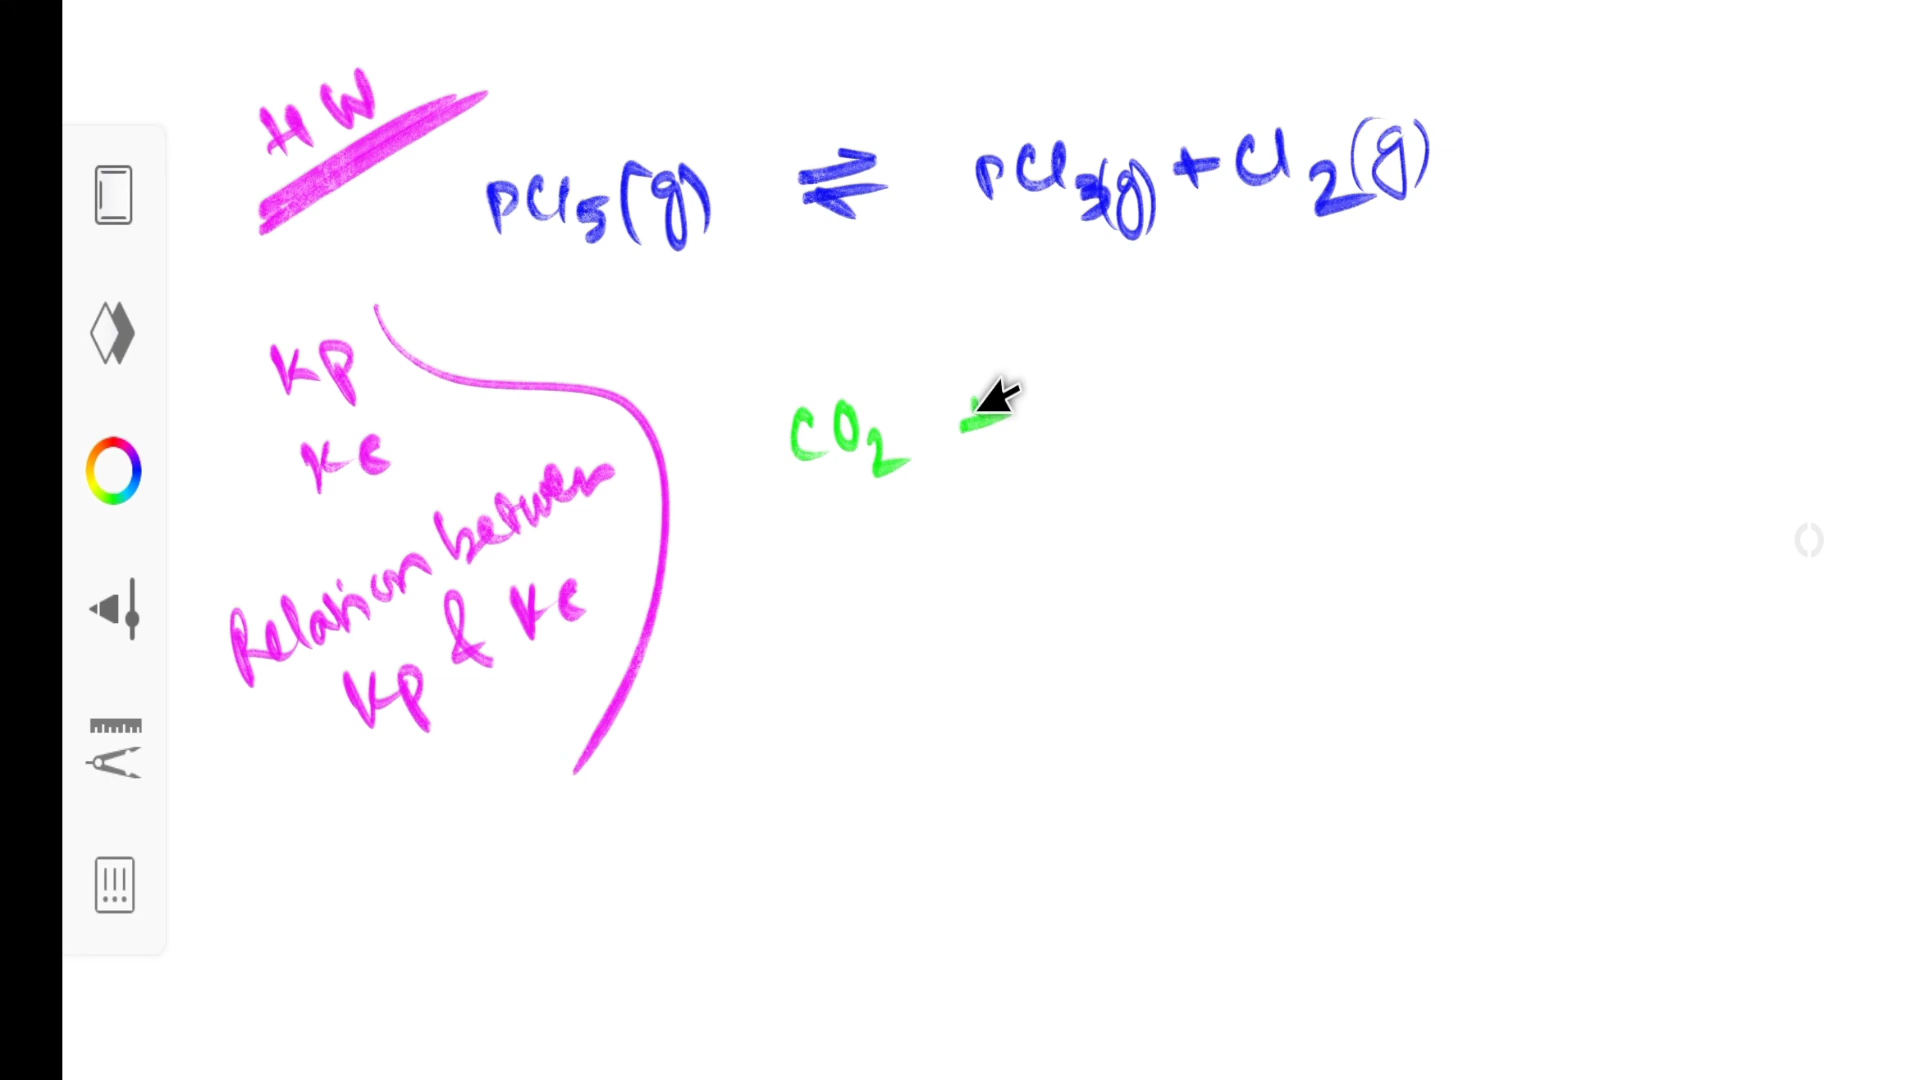 HW
PCl5(g) ⇌ PCl3(g) + Cl2(g)
Kp
Kc
CO2
Relation between
Kp & Kc